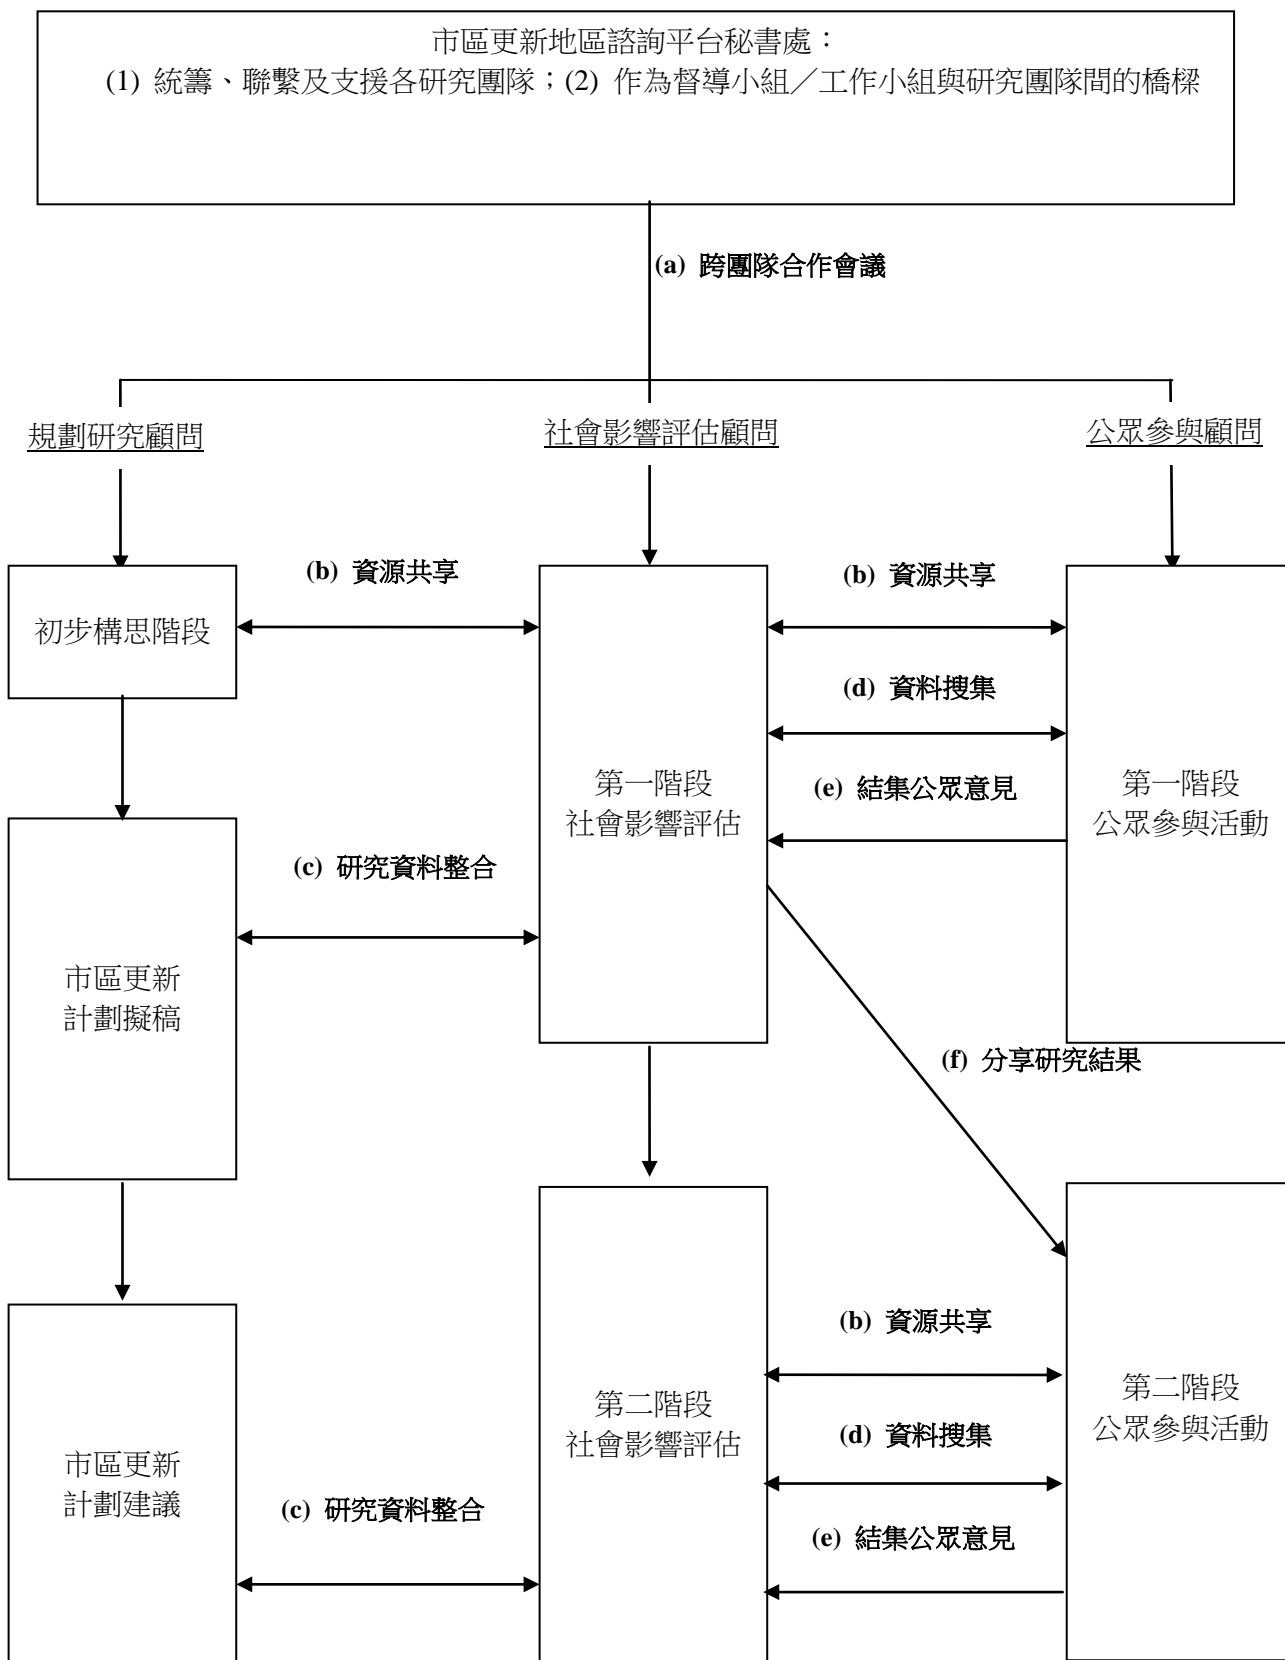 市區更新地區諮詢平台秘書處：
(1) 統籌、聯繫及支援各研究團隊；(2) 作為督導小組／工作小組與研究團隊間的橋樑
(a) 跨團隊合作會議
規劃研究顧問
社會影響評估顧問
公眾參與顧問
(b) 資源共享
(b) 資源共享
初步構思階段
(d) 資料搜集
第一階段
社會影響評估
第一階段
公眾參與活動
(e) 結集公眾意見
(c) 研究資料整合
市區更新
計劃擬稿
(f) 分享研究結果
(b) 資源共享
第二階段
社會影響評估
第二階段
公眾參與活動
(d) 資料搜集
市區更新
計劃建議
(c) 研究資料整合
(e) 結集公眾意見